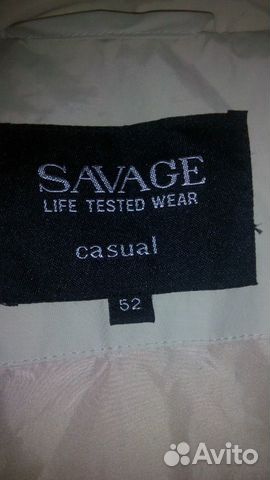 SAVAGE
LIFE TESTED WEAR
casual
52
Avito